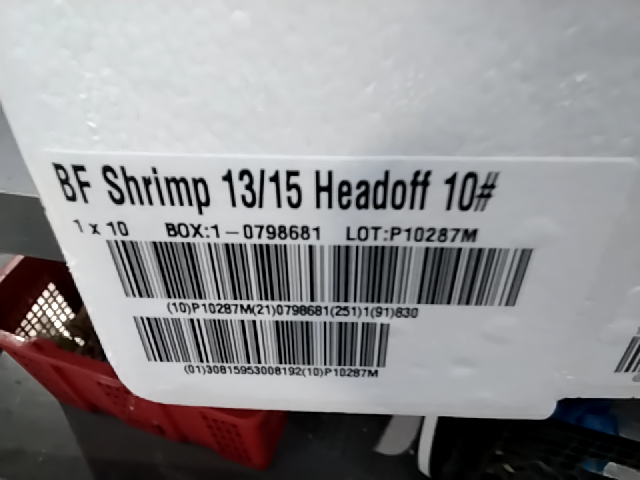 BF Shrimp 13/15 Headoff 10#
1 x 10 BOX:1-0798681 LOT:P10287M
(10)P10287M(21)0798681(251)1(91)830
(01)30815953008192(10)P10287M